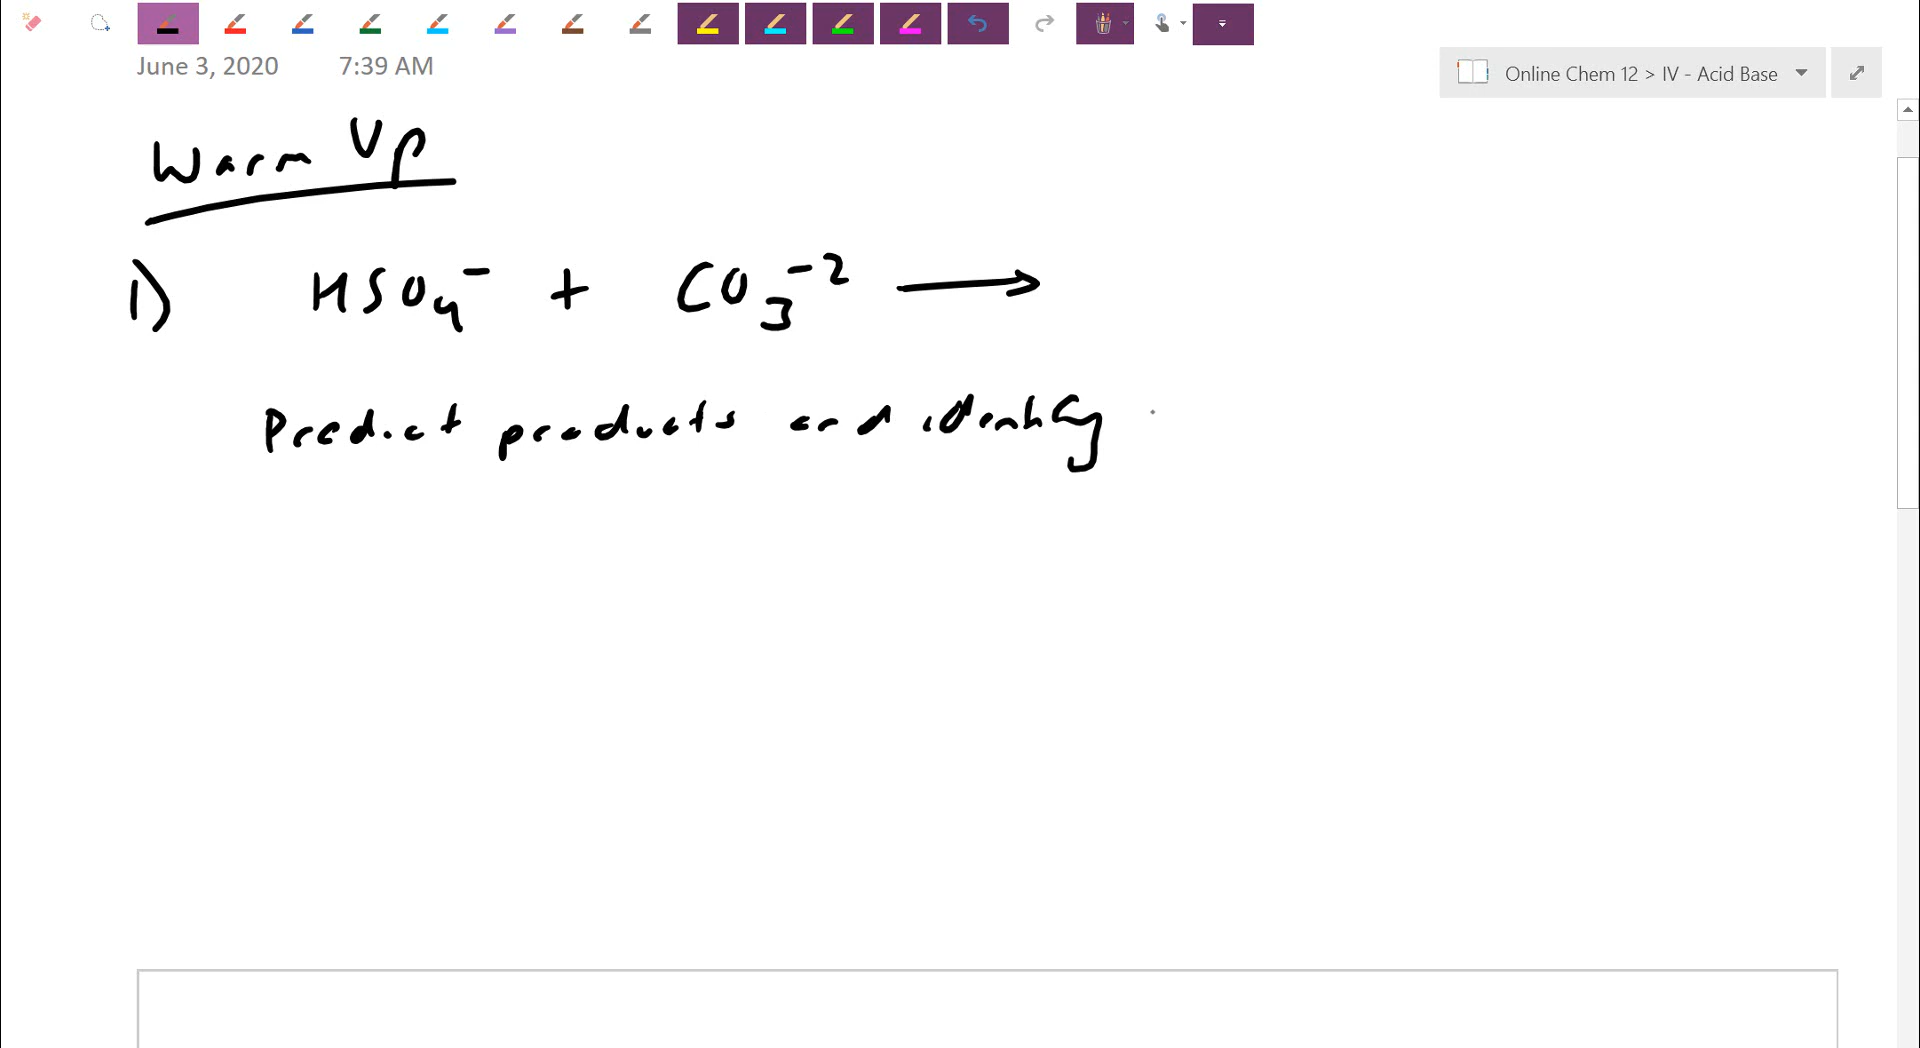 June 3, 2020 7:39 AM
Online Chem 12 > IV - Acid Base
Warm Up
1) HSO₄⁻ + CO₃⁻² ⟶
Predict products and identify